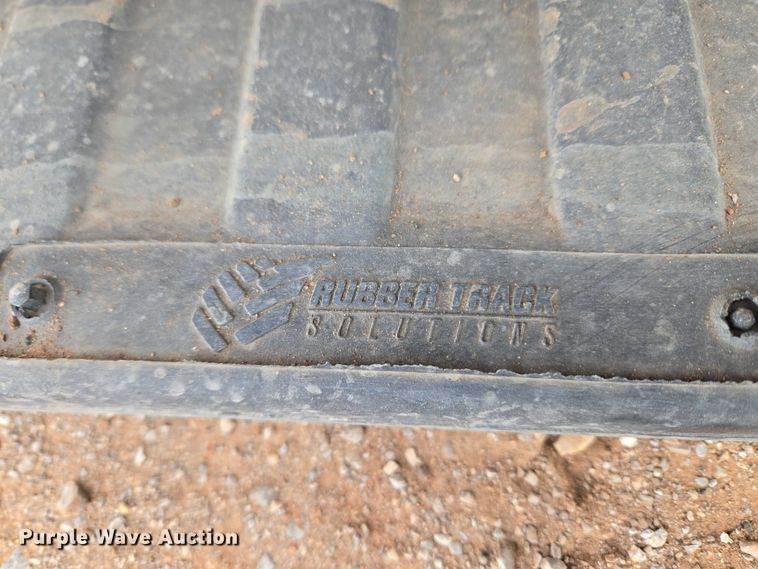 RUBBER TRACK
SOLUTIONS
Purple Wave Auction